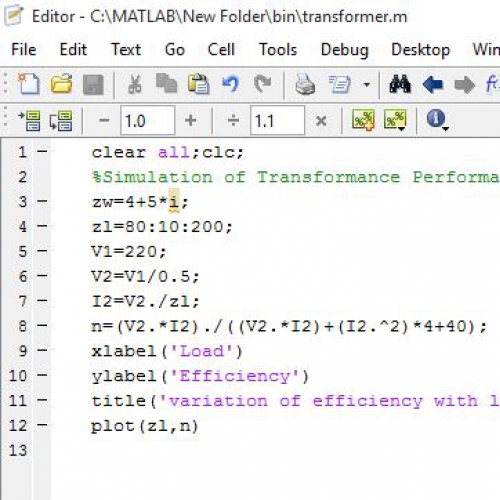 Editor - C:\MATLAB\New Folder\bin\transformer.m
File Edit Text Go Cell Tools Debug Desktop Win
1.0 1.1
1 clear all;clc;
2 %Simulation of Transformance Performa
3 zw=4+5*i;
4 zl=80:10:200;
5 V1=220;
6 V2=V1/0.5;
7 I2=V2./zl;
8 n=(V2.*I2)./((V2.*I2)+(I2.^2)*4+40);
9 xlabel('Load')
10 ylabel('Efficiency')
11 title('variation of efficiency with l
12 plot(zl,n)
13